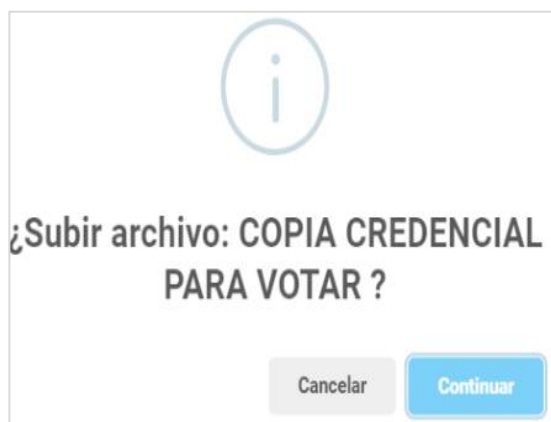 ¿Subir archivo: COPIA CREDENCIAL
PARA VOTAR ?
Cancelar
Continuar